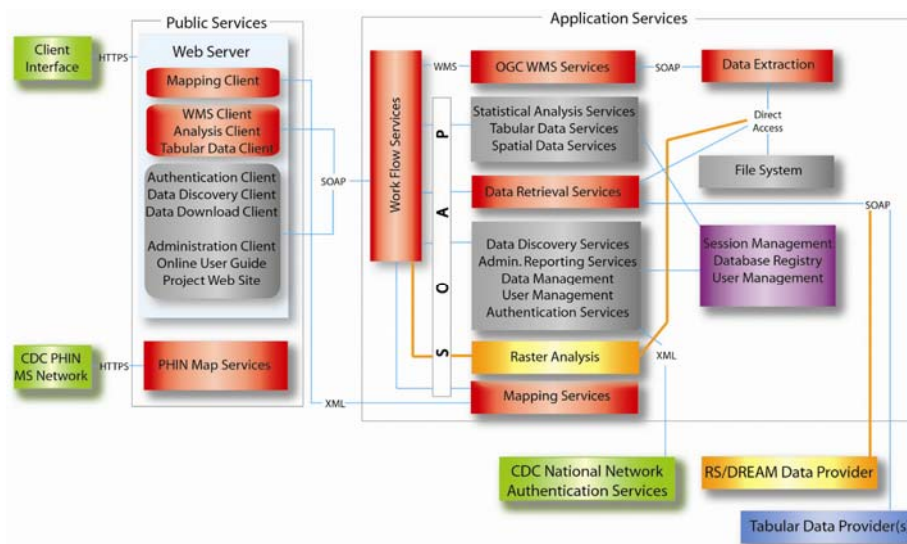 Public Services
Application Services
Client
Interface
HTTPS
Web Server
Mapping Client
WMS Client
Analysis Client
Tabular Data Client
Authentication Client
Data Discovery Client
Data Download Client
Administration Client
Online User Guide
Project Web Site
CDC PHIN
MS Network
HTTPS
PHIN Map Services
SOAP
XML
Work Flow Services
WMS
S O A P
OGC WMS Services
SOAP
Data Extraction
Statistical Analysis Services
Tabular Data Services
Spatial Data Services
Direct
Access
File System
Data Retrieval Services
SOAP
Data Discovery Services
Admin. Reporting Services
Data Management
User Management
Authentication Services
Session Management
Database Registry
User Management
Raster Analysis
XML
Mapping Services
CDC National Network
Authentication Services
RS/DREAM Data Provider
Tabular Data Provider(s)